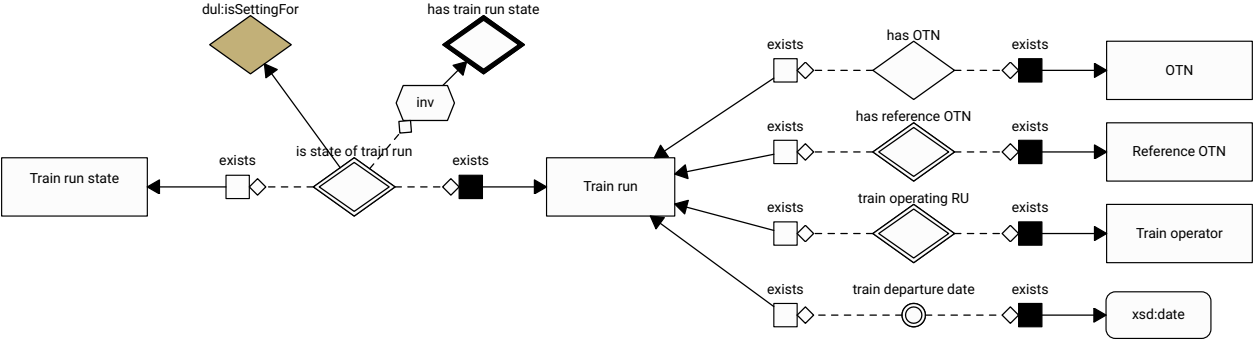 dul:isSettingFor
has train run state
inv
is state of train run
exists
exists
Train run state
Train run
exists
has OTN
exists
OTN
exists
has reference OTN
exists
Reference OTN
exists
train operating RU
exists
Train operator
exists
train departure date
exists
xsd:date